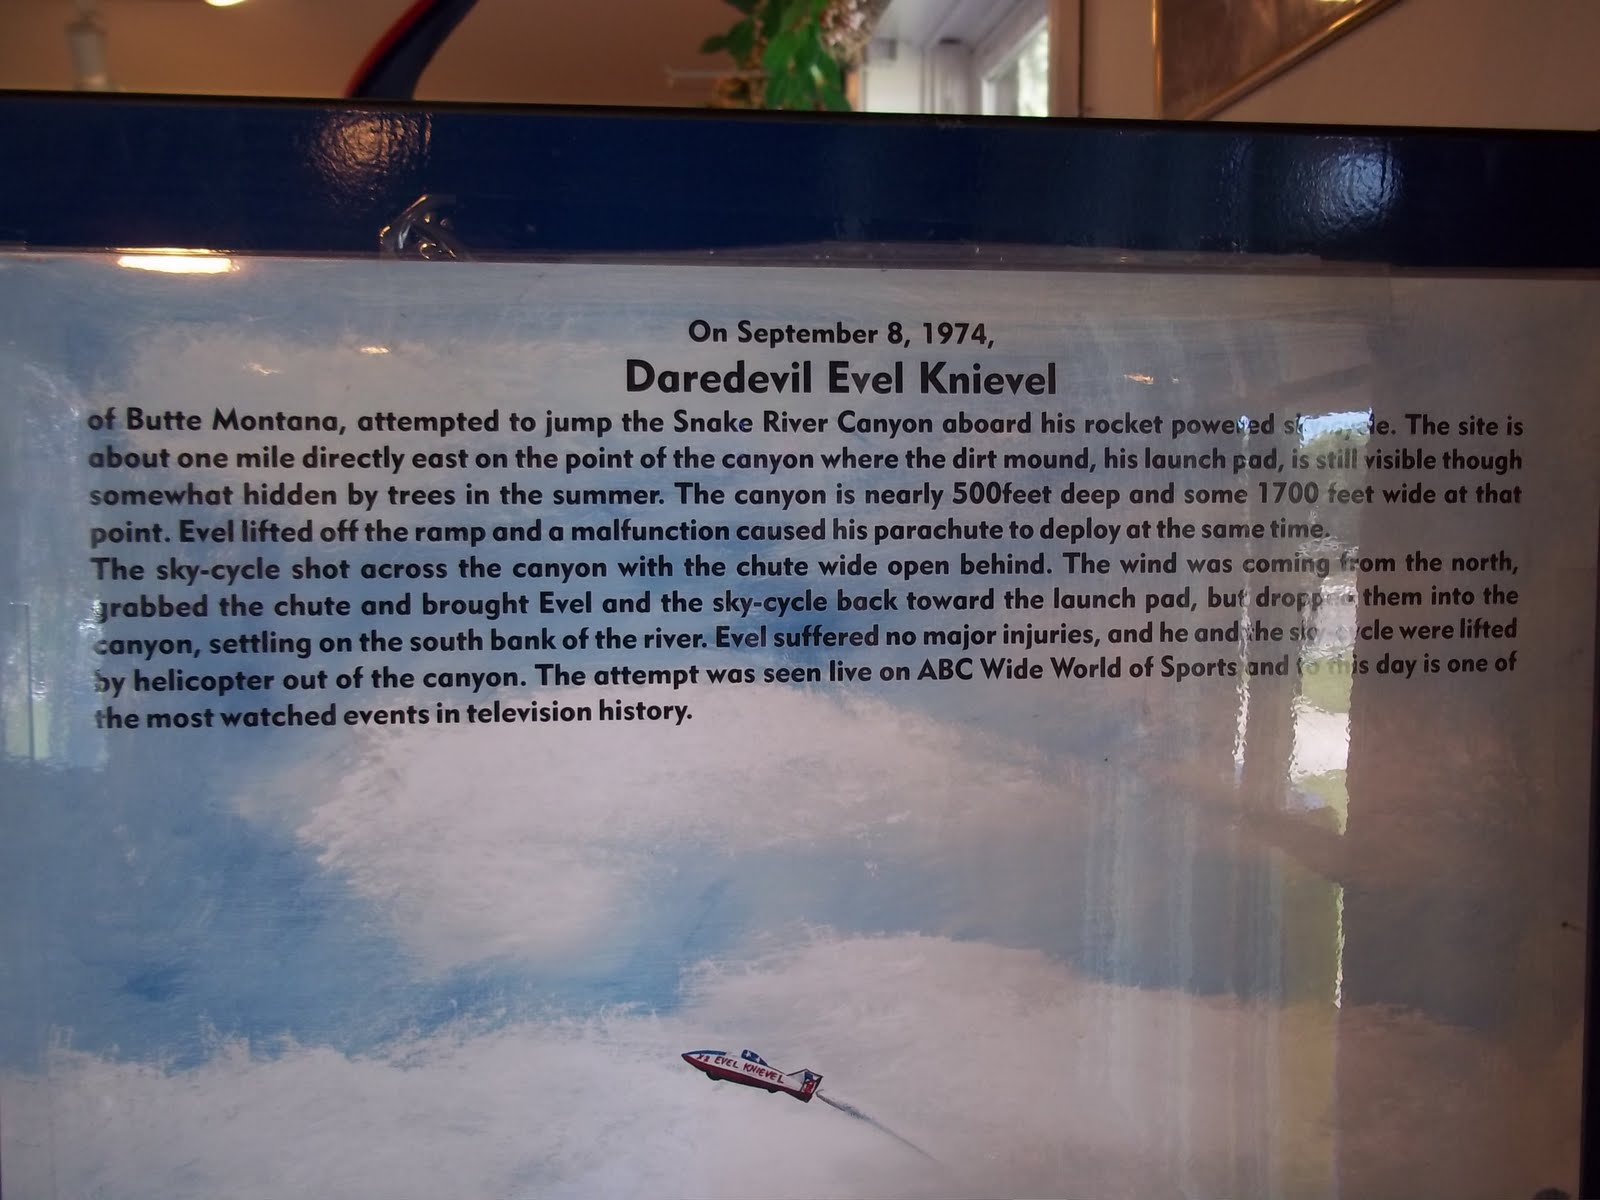 On September 8, 1974,
Daredevil Evel Knievel
of Butte Montana, attempted to jump the Snake River Canyon aboard his rocket powered The site is
about one mile directly east on the point of the canyon where the dirt mound, his launch pad, is still visible though
somewhat hidden by trees in the summer. The canyon is nearly 500feet deep and some 1700 feet wide at that
point. Evel lifted off the ramp and a malfunction caused his parachute to deploy at the same time.
The sky-cycle shot across the canyon with the chute wide open behind. The wind was coming from the north,
grabbed the chute and brought Evel and the sky-cycle back toward the launch pad, but dropped them into the
canyon, settling on the south bank of the river. Evel suffered no major injuries, and he and the sky-cycle were lifted
by helicopter out of the canyon. The attempt was seen live on ABC Wide World of Sports and to this day is one of
the most watched events in television history.
EVEL KNIEVEL